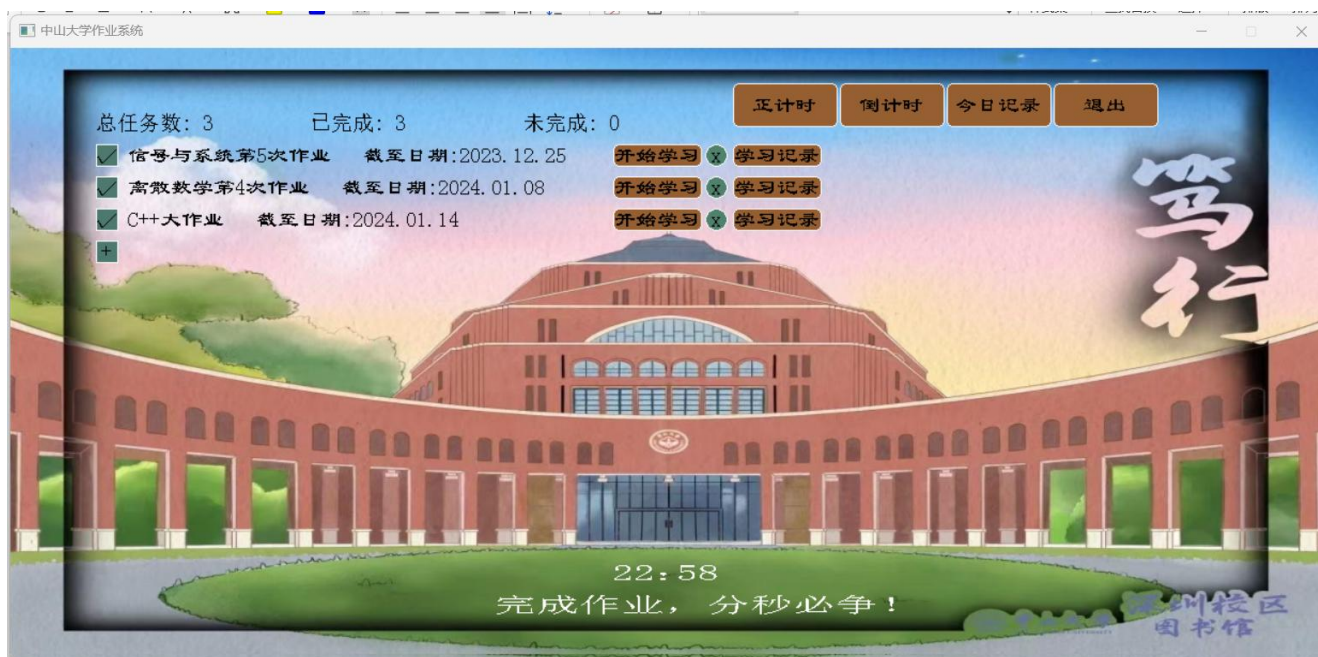 中山大学作业系统
正计时 倒计时 今日记录 退出
总任务数: 3 已完成: 3 未完成: 0
信号与系统第5次作业 截至日期:2023.12.25 开始学习 x 学习记录
离散数学第4次作业 截至日期:2024.01.08 开始学习 x 学习记录
C++大作业 截至日期:2024.01.14 开始学习 x 学习记录
+
笃行
22:58
完成作业，分秒必争！
中山大学 深圳校区
图书馆